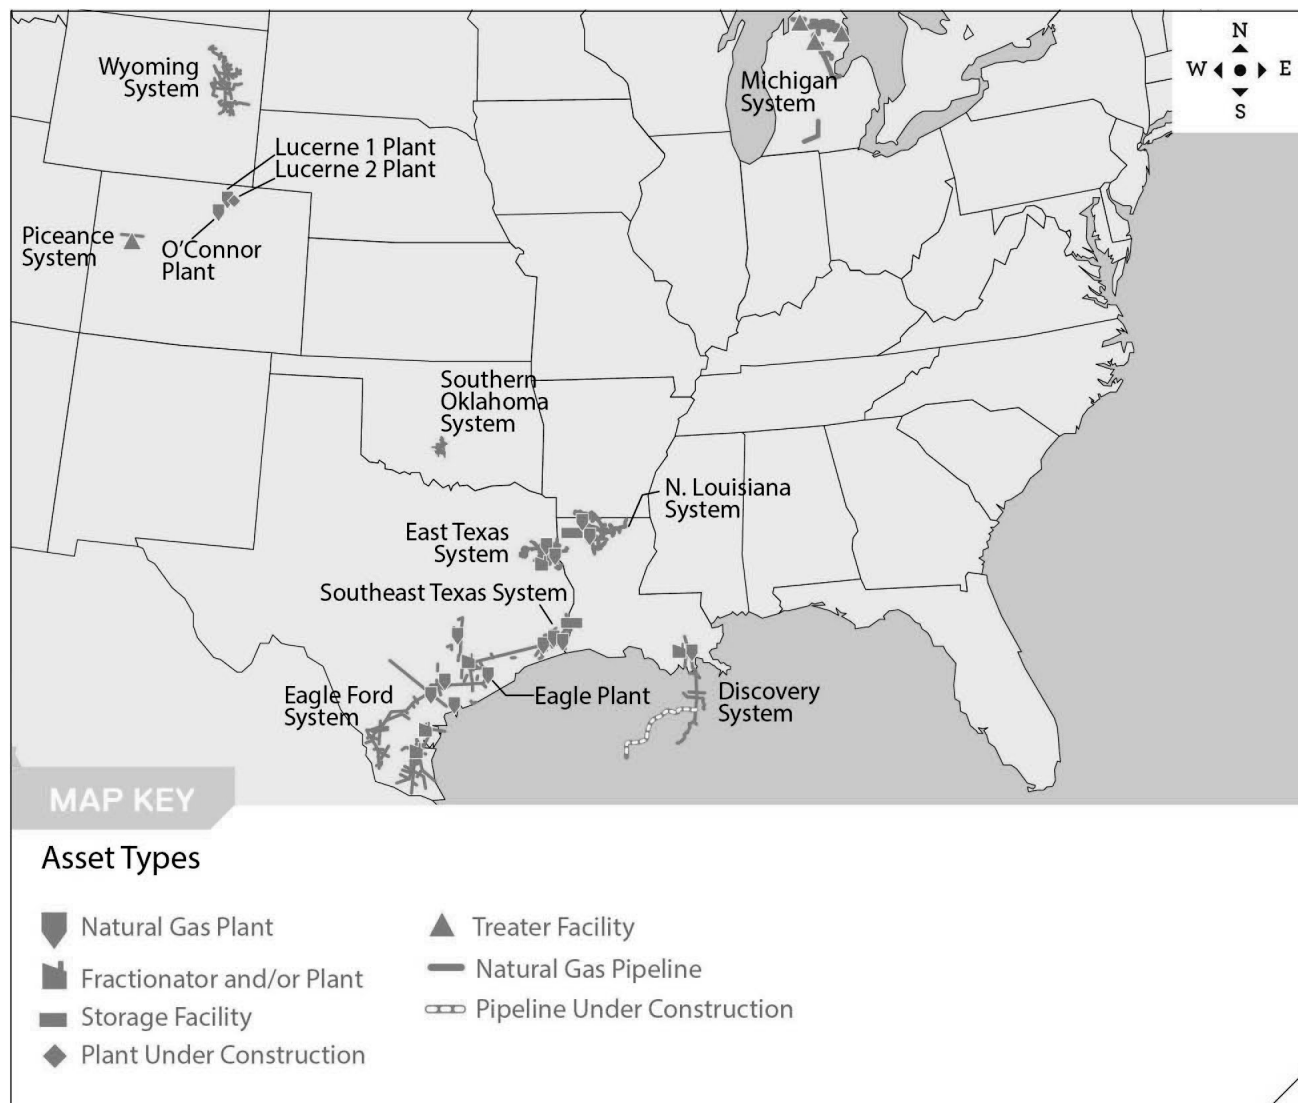 N
W
E
S
Wyoming
System
Michigan
System
Lucerne 1 Plant
Lucerne 2 Plant
Piceance
System
O'Connor
Plant
Southern
Oklahoma
System
N. Louisiana
System
East Texas
System
Southeast Texas System
Eagle Ford
System
Eagle Plant
Discovery
System
MAP KEY
Asset Types
Natural Gas Plant
Fractionator and/or Plant
Storage Facility
Plant Under Construction
Treater Facility
Natural Gas Pipeline
Pipeline Under Construction